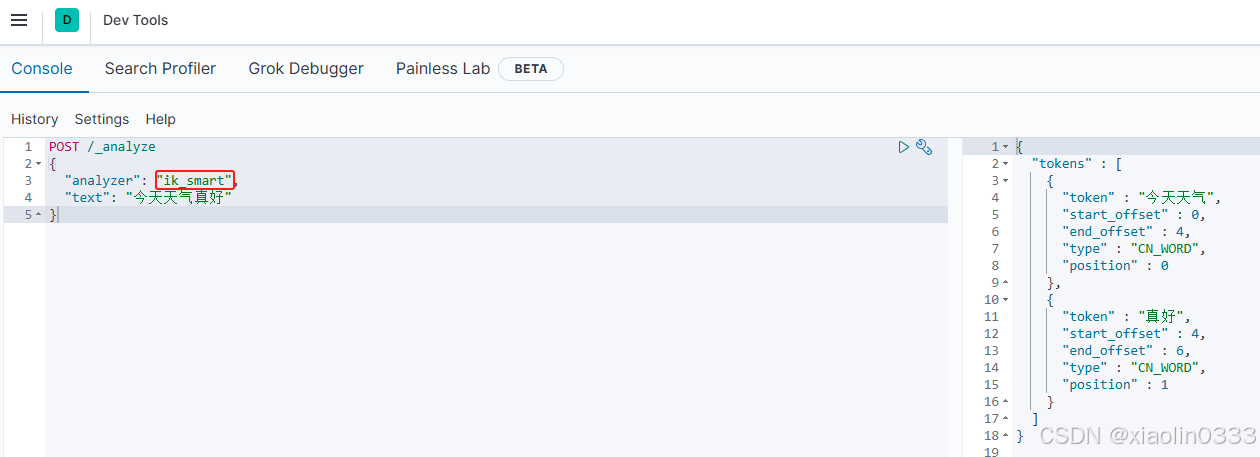 D Dev Tools
Console Search Profiler Grok Debugger Painless Lab BETA
History Settings Help
1 POST /_analyze
2 {
3 "analyzer": "ik_smart",
4 "text": "今天天气真好"
5 }
1 {
2 "tokens" : [
3 {
4 "token" : "今天天气",
5 "start_offset" : 0,
6 "end_offset" : 4,
7 "type" : "CN_WORD",
8 "position" : 0
9 },
10 {
11 "token" : "真好",
12 "start_offset" : 4,
13 "end_offset" : 6,
14 "type" : "CN_WORD",
15 "position" : 1
16 }
17 ]
18 }
19
CSDN @xiaolin0333